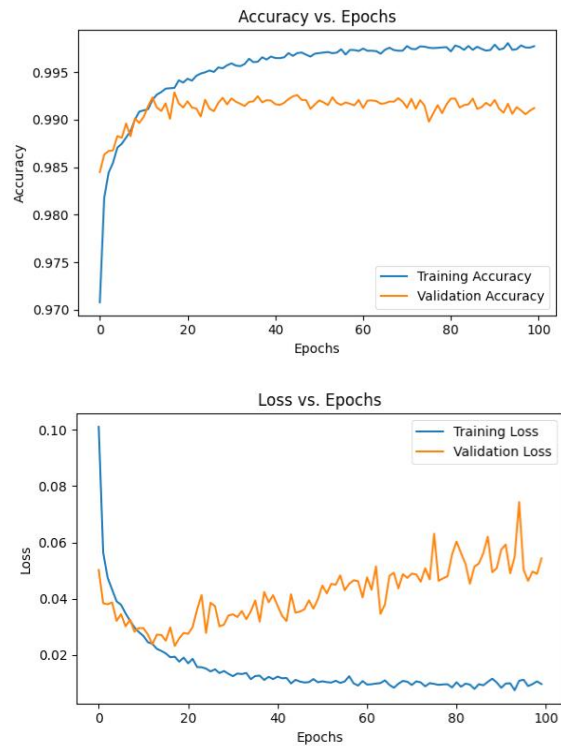 Accuracy vs. Epochs
Accuracy
0.995
0.990
0.985
0.980
0.975
0.970
Training Accuracy
Validation Accuracy
0 20 40 60 80 100
Epochs
Loss vs. Epochs
Loss
0.10
0.08
0.06
0.04
0.02
Training Loss
Validation Loss
0 20 40 60 80 100
Epochs